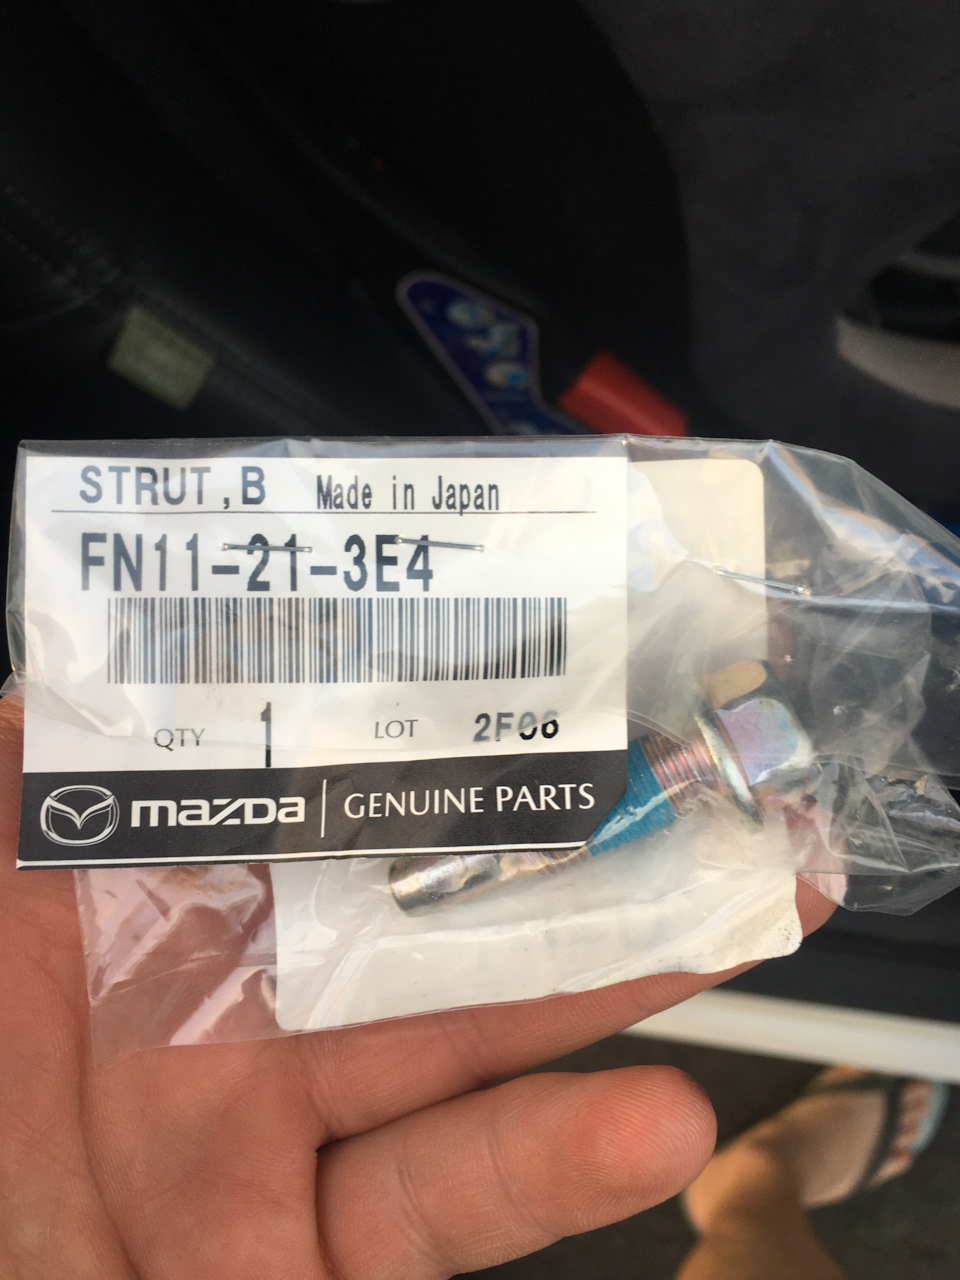 STRUT,B Made in Japan
FN11-21-3E4
QTY 1 LOT 2F06
mazda GENUINE PARTS